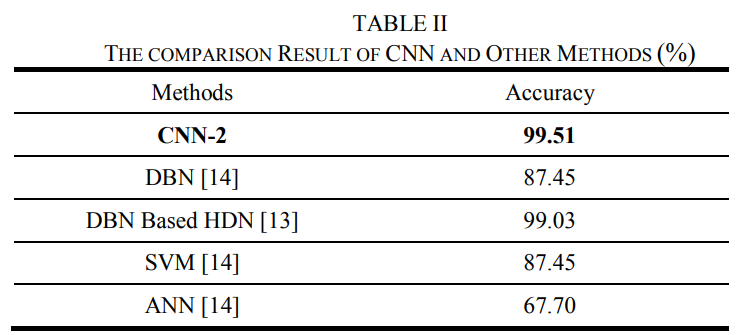 TABLE II
THE COMPARISON RESULT OF CNN AND OTHER METHODS (%)
Methods Accuracy
CNN-2 99.51
DBN [14] 87.45
DBN Based HDN [13] 99.03
SVM [14] 87.45
ANN [14] 67.70